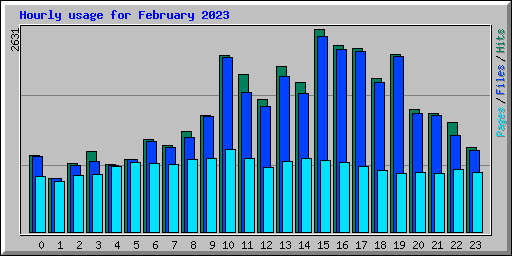 Hourly usage for February 2023
2631
Pages / Files / Hits
0 1 2 3 4 5 6 7 8 9 10 11 12 13 14 15 16 17 18 19 20 21 22 23